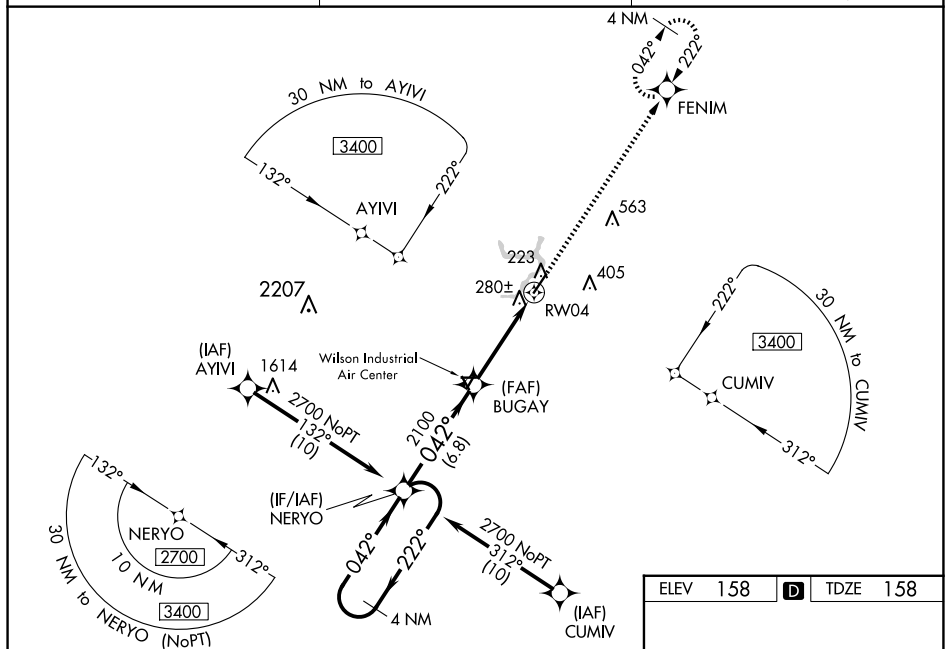 4 NM
042°
222°
FENIM
30 NM to AYIVI
3400
132°
222°
AYIVI
563
223
405
280±
RW04
2207
(IAF)
AYIVI
1614
Wilson Industrial
Air Center
(FAF)
BUGAY
2700 NoPT
132°
(10)
2100
042°
(6.8)
30 NM to CUMIV
222°
3400
CUMIV
312°
(IF/IAF)
NERYO
132°
NERYO
2700
312°
10 NM
3400
30 NM to NERYO (NoPT)
042°
222°
4 NM
2700 NoPT
312°
(10)
(IAF)
CUMIV
ELEV 158 D TDZE 158